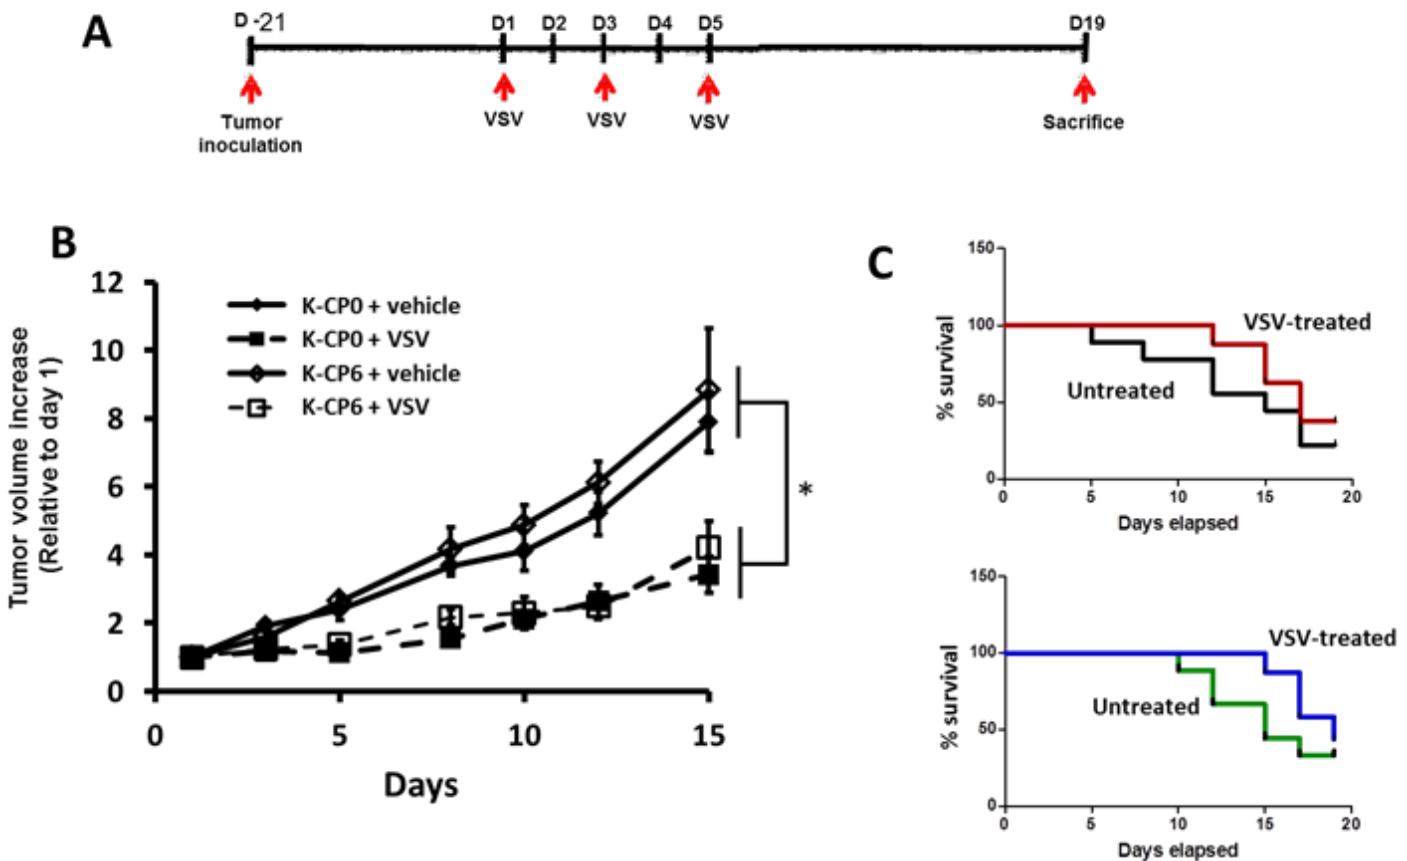 A
D -21
D1
D2
D3
D4
D5
D19
Tumor
inoculation
VSV
VSV
VSV
Sacrifice
B
Tumor volume increase
(Relative to day 1)
12
10
8
6
4
2
0
K-CP0 + vehicle
K-CP0 + VSV
K-CP6 + vehicle
K-CP6 + VSV
*
0
5
10
15
Days
C
% survival
150
100
50
0
VSV-treated
Untreated
0
5
10
15
20
Days elapsed
% survival
150
100
50
0
VSV-treated
Untreated
0
5
10
15
20
Days elapsed